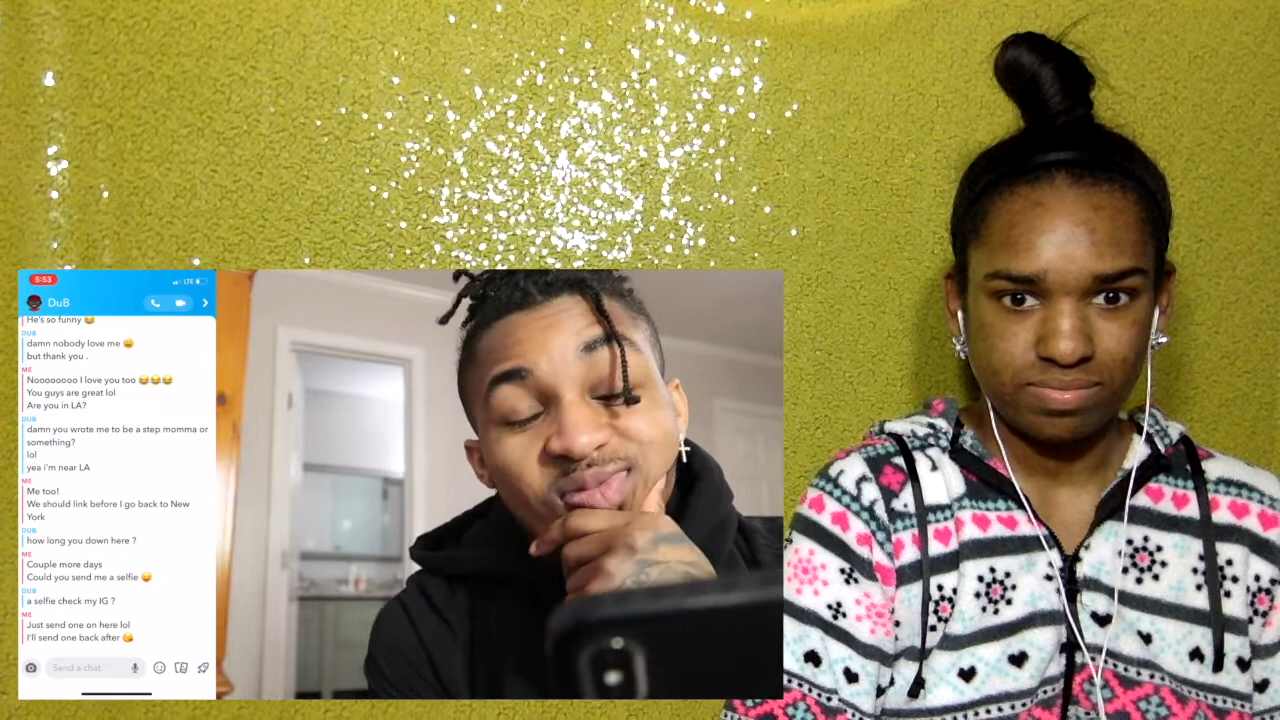 5:53
LTE
DuB
He's so funny 😂
DUB
damn nobody love me 😩
but thank you .
ME
Noooooooo I love you too 😂😂😂
You guys are great lol
Are you in LA?
DUB
damn you wrote me to be a step momma or
something?
lol
yea i'm near LA
ME
Me too!
We should link before I go back to New
York
DUB
how long you down here ?
ME
Couple more days
Could you send me a selfie 😛
DUB
a selfie check my IG ?
ME
Just send one on here lol
I'll send one back after 😘
Send a chat